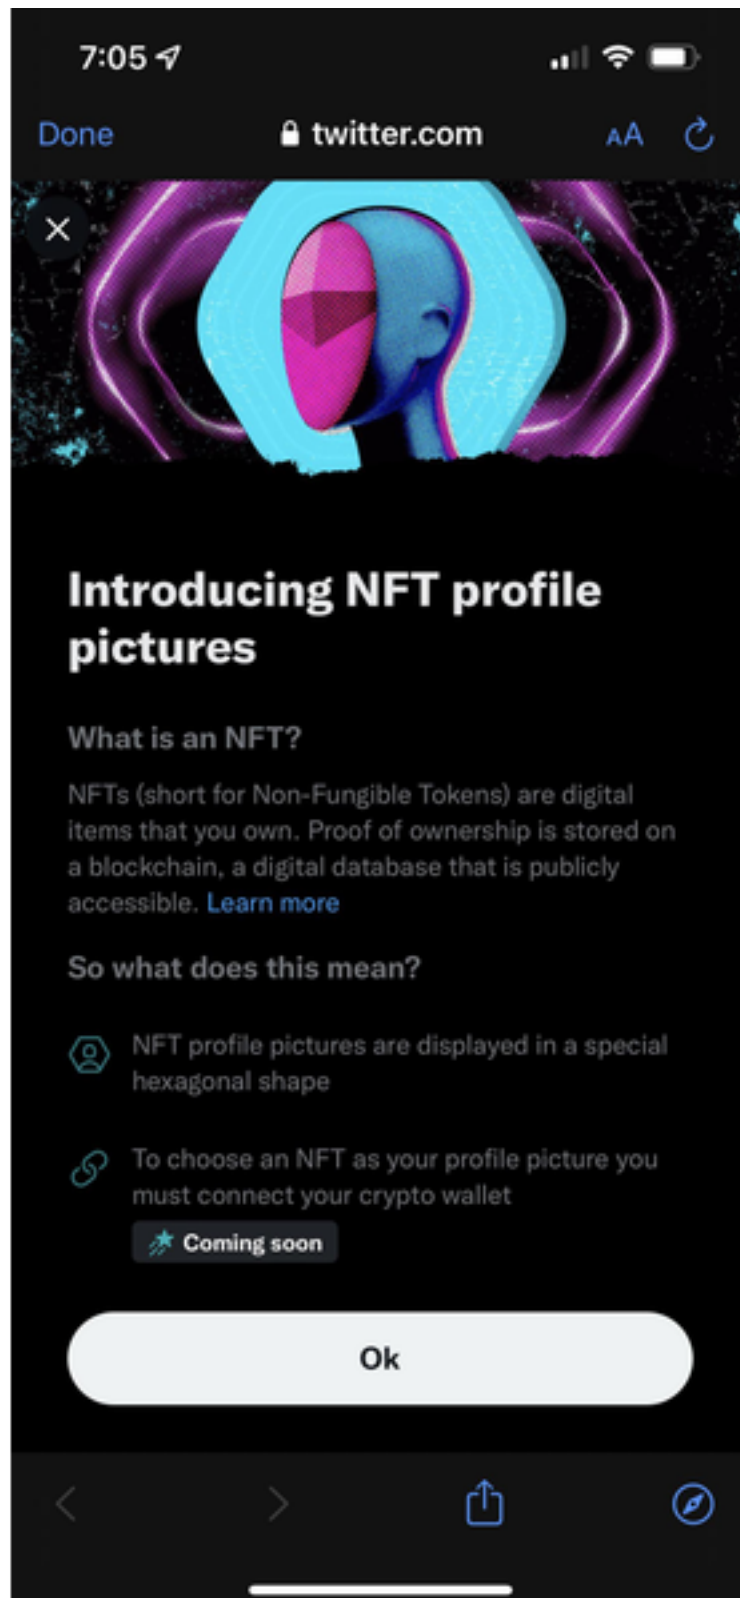 7:05
Done
twitter.com
AA
Introducing NFT profile
pictures
What is an NFT?
NFTs (short for Non-Fungible Tokens) are digital
items that you own. Proof of ownership is stored on
a blockchain, a digital database that is publicly
accessible. Learn more
So what does this mean?
NFT profile pictures are displayed in a special
hexagonal shape
To choose an NFT as your profile picture you
must connect your crypto wallet
Coming soon
Ok